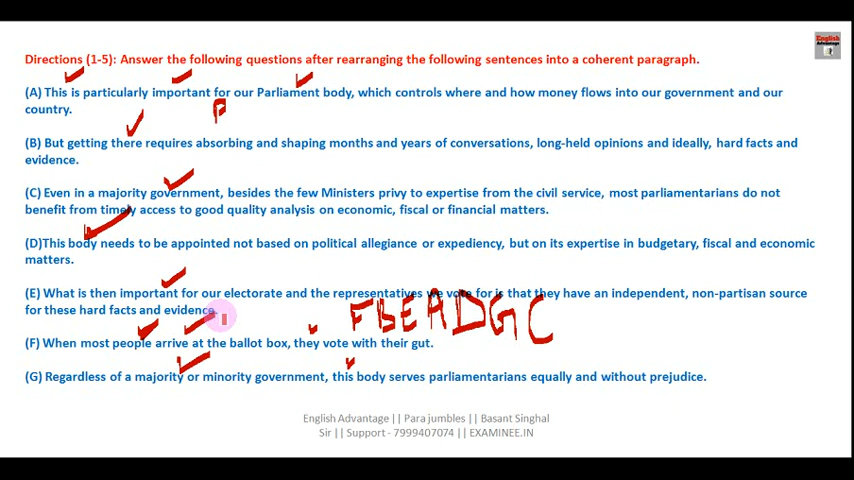 English
Advantage
Directions (1-5): Answer the following questions after rearranging the following sentences into a coherent paragraph.
(A) This is particularly important for our Parliament body, which controls where and how money flows into our government and our
country.
P
(B) But getting there requires absorbing and shaping months and years of conversations, long-held opinions and ideally, hard facts and
evidence.
(C) Even in a majority government, besides the few Ministers privy to expertise from the civil service, most parliamentarians do not
benefit from timely access to good quality analysis on economic, fiscal or financial matters.
(D)This body needs to be appointed not based on political allegiance or expediency, but on its expertise in budgetary, fiscal and economic
matters.
(E) What is then important for our electorate and the representatives we vote for is that they have an independent, non-partisan source
for these hard facts and evidence.
FBEADGC
(F) When most people arrive at the ballot box, they vote with their gut.
(G) Regardless of a majority or minority government, this body serves parliamentarians equally and without prejudice.
English Advantage || Para jumbles || Basant Singhal
Sir || Support - 7999407074 || EXAMINEE.IN